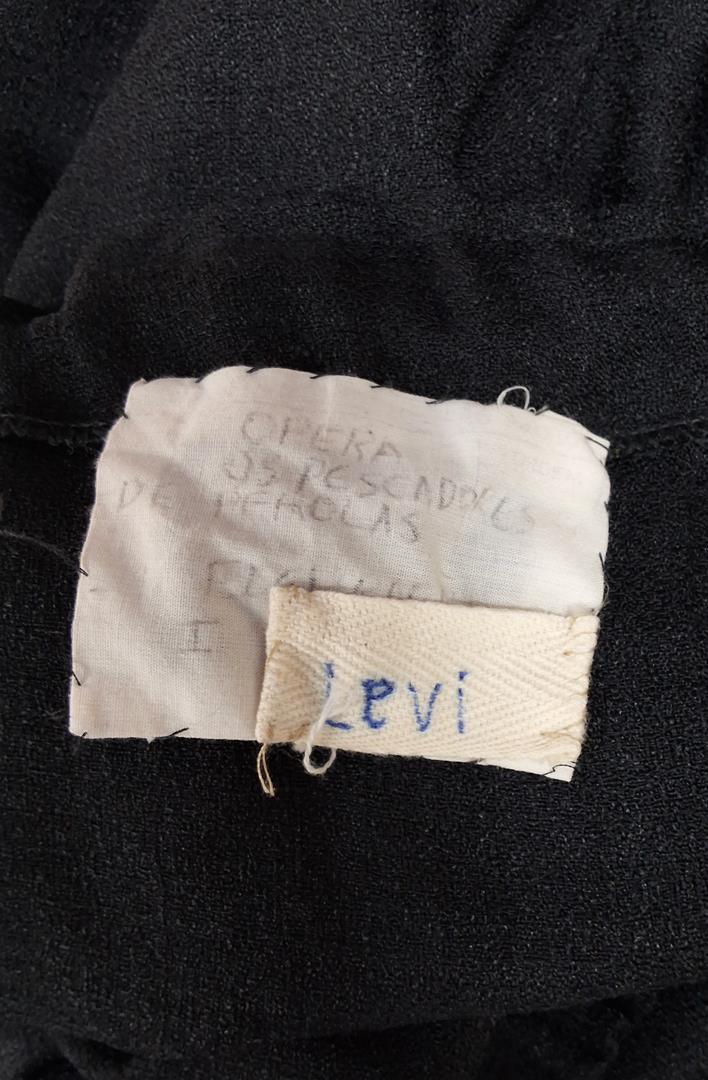 OPERA
OS PESCADORES
DE PEROLAS
I
Levi